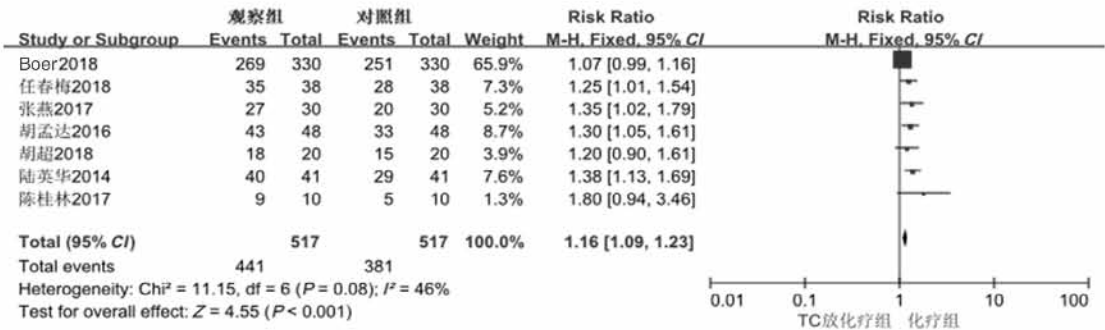 观察组 对照组 Risk Ratio Risk Ratio
Study or Subgroup Events Total Events Total Weight M-H, Fixed, 95% CI M-H, Fixed, 95% CI
Boer2018 269 330 251 330 65.9% 1.07 [0.99, 1.16]
任春梅2018 35 38 28 38 7.3% 1.25 [1.01, 1.54]
张燕2017 27 30 20 30 5.2% 1.35 [1.02, 1.79]
胡孟达2016 43 48 33 48 8.7% 1.30 [1.05, 1.61]
胡超2018 18 20 15 20 3.9% 1.20 [0.90, 1.61]
陆英华2014 40 41 29 41 7.6% 1.38 [1.13, 1.69]
陈桂林2017 9 10 5 10 1.3% 1.80 [0.94, 3.46]
Total (95% CI) 517 517 100.0% 1.16 [1.09, 1.23]
Total events 441 381
Heterogeneity: Chi² = 11.15, df = 6 (P = 0.08); I² = 46%
Test for overall effect: Z = 4.55 (P < 0.001)
0.01 0.1 1 10 100
TC放化疗组 化疗组